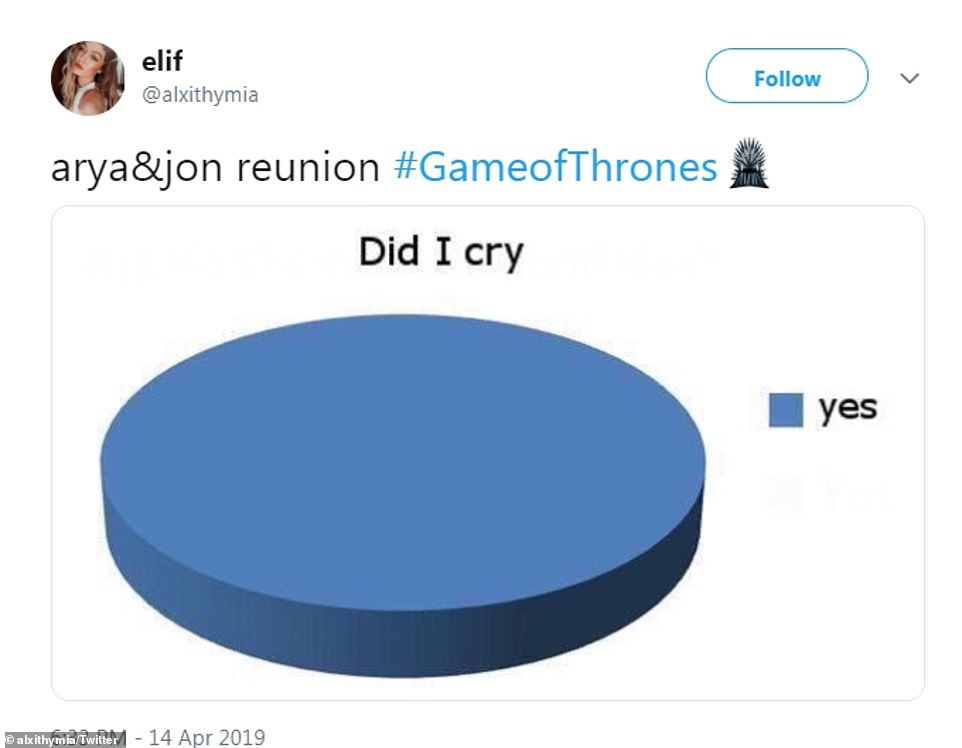 elif
@alxithymia
Follow
arya&jon reunion #GameofThrones
Did I cry
yes
- 14 Apr 2019
© alxithymia/Twitter